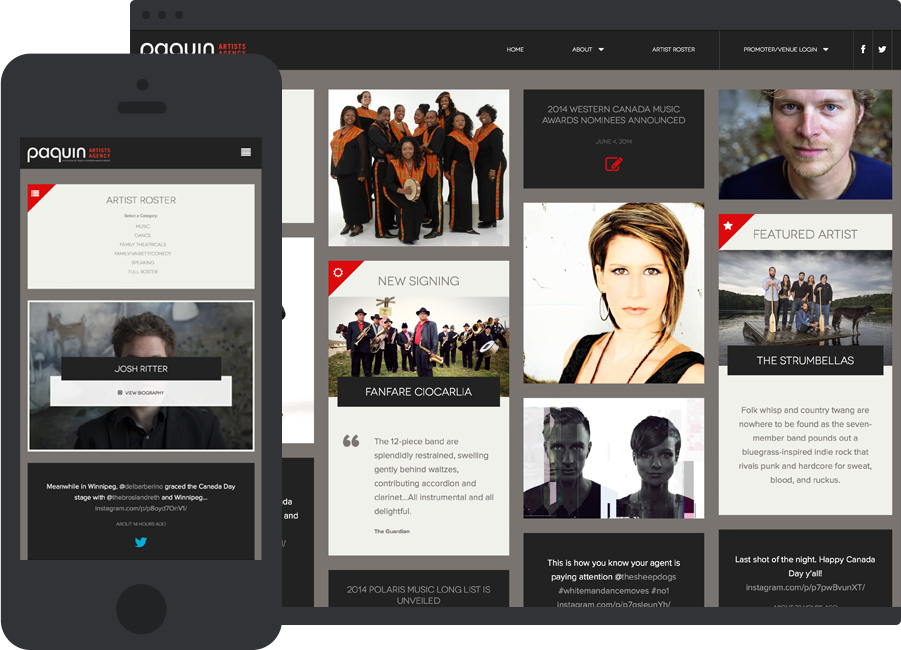 paquin ARTISTS
AGENCY
HOME
ABOUT
ARTIST ROSTER
PROMOTER/VENUE LOGIN
paquin ARTISTS
AGENCY
ARTIST ROSTER
Select a Category:
MUSIC
DANCE
FAMILY THEATRICALS
FAMILY/VARIETY/COMEDY
SPEAKING
FULL ROSTER
JOSH RITTER
VIEW BIOGRAPHY
Meanwhile in Winnipeg, @delbarberino graced the Canada Day
stage with @thebroslandreth and Winnipeg...
instagram.com/p/p8oyd7OnV1/
ABOUT 14 HOURS AGO
da
and
NEW SIGNING
FANFARE CIOCARLIA
The 12-piece band are
splendidly restrained, swelling
gently behind waltzes,
contributing accordion and
clarinet...All instrumental and all
delightful.
The Guardian
2014 POLARIS MUSIC LONG LIST IS
UNVEILED
2014 WESTERN CANADA MUSIC
AWARDS NOMINEES ANNOUNCED
JUNE 4, 2014
This is how you know your agent is
paying attention @thesheepdogs
#whitemandancemoves #no1
instagram.com/p/p7osleunYh/
FEATURED ARTIST
THE STRUMBELLAS
Folk whisp and country twang are
nowhere to be found as the seven-
member band pounds out a
bluegrass-inspired indie rock that
rivals punk and hardcore for sweat,
blood, and ruckus.
Last shot of the night. Happy Canada
Day y'all!
instagram.com/p/p7pwBvunXT/